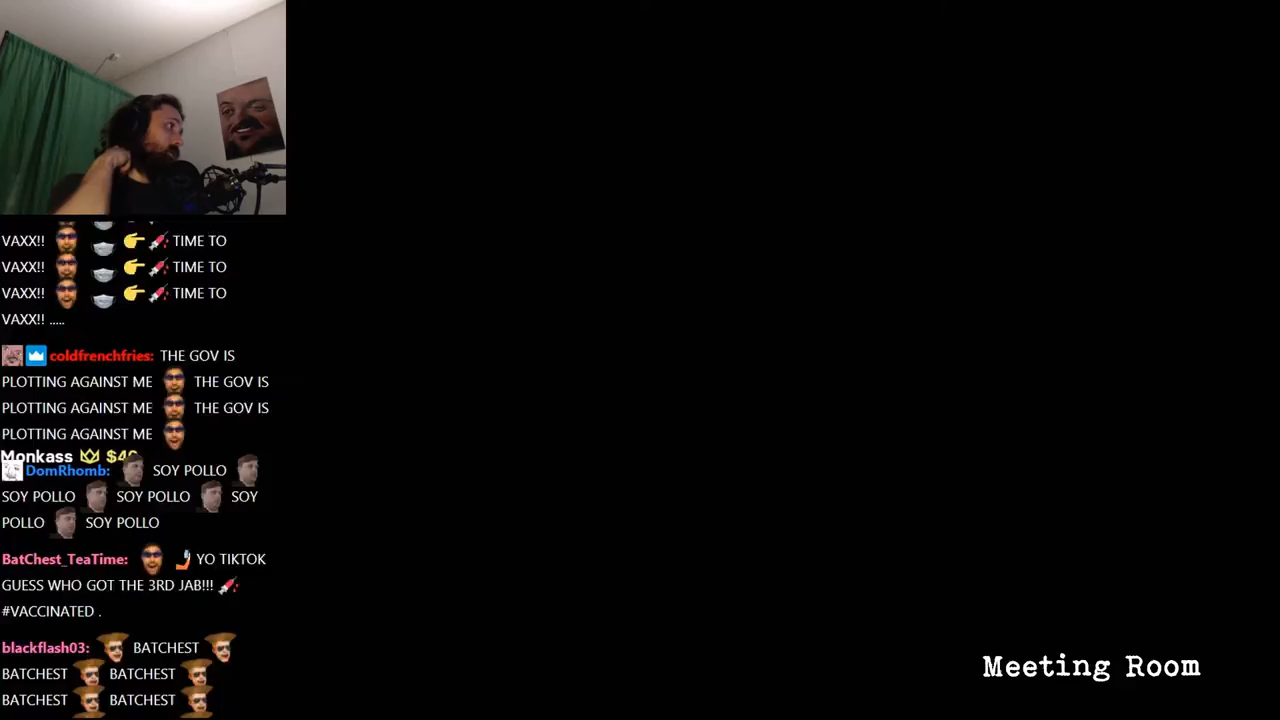 VAXX!! TIME TO
VAXX!! TIME TO
VAXX!! TIME TO
VAXX!! .....
coldfrenchfries: THE GOV IS
PLOTTING AGAINST ME THE GOV IS
PLOTTING AGAINST ME THE GOV IS
PLOTTING AGAINST ME
Monkass $40
DomRhomb: SOY POLLO
SOY POLLO SOY POLLO SOY
POLLO SOY POLLO
BatChest_TeaTime: YO TIKTOK
GUESS WHO GOT THE 3RD JAB!!!
#VACCINATED .
blackflash03: BATCHEST
BATCHEST BATCHEST
BATCHEST BATCHEST
Meeting Room